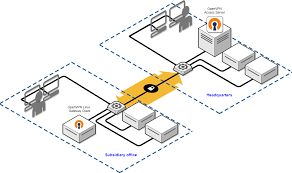 OpenVPN
Access Server
Headquarters
OpenVPN Linux
Gateway Client
Subsidiary office